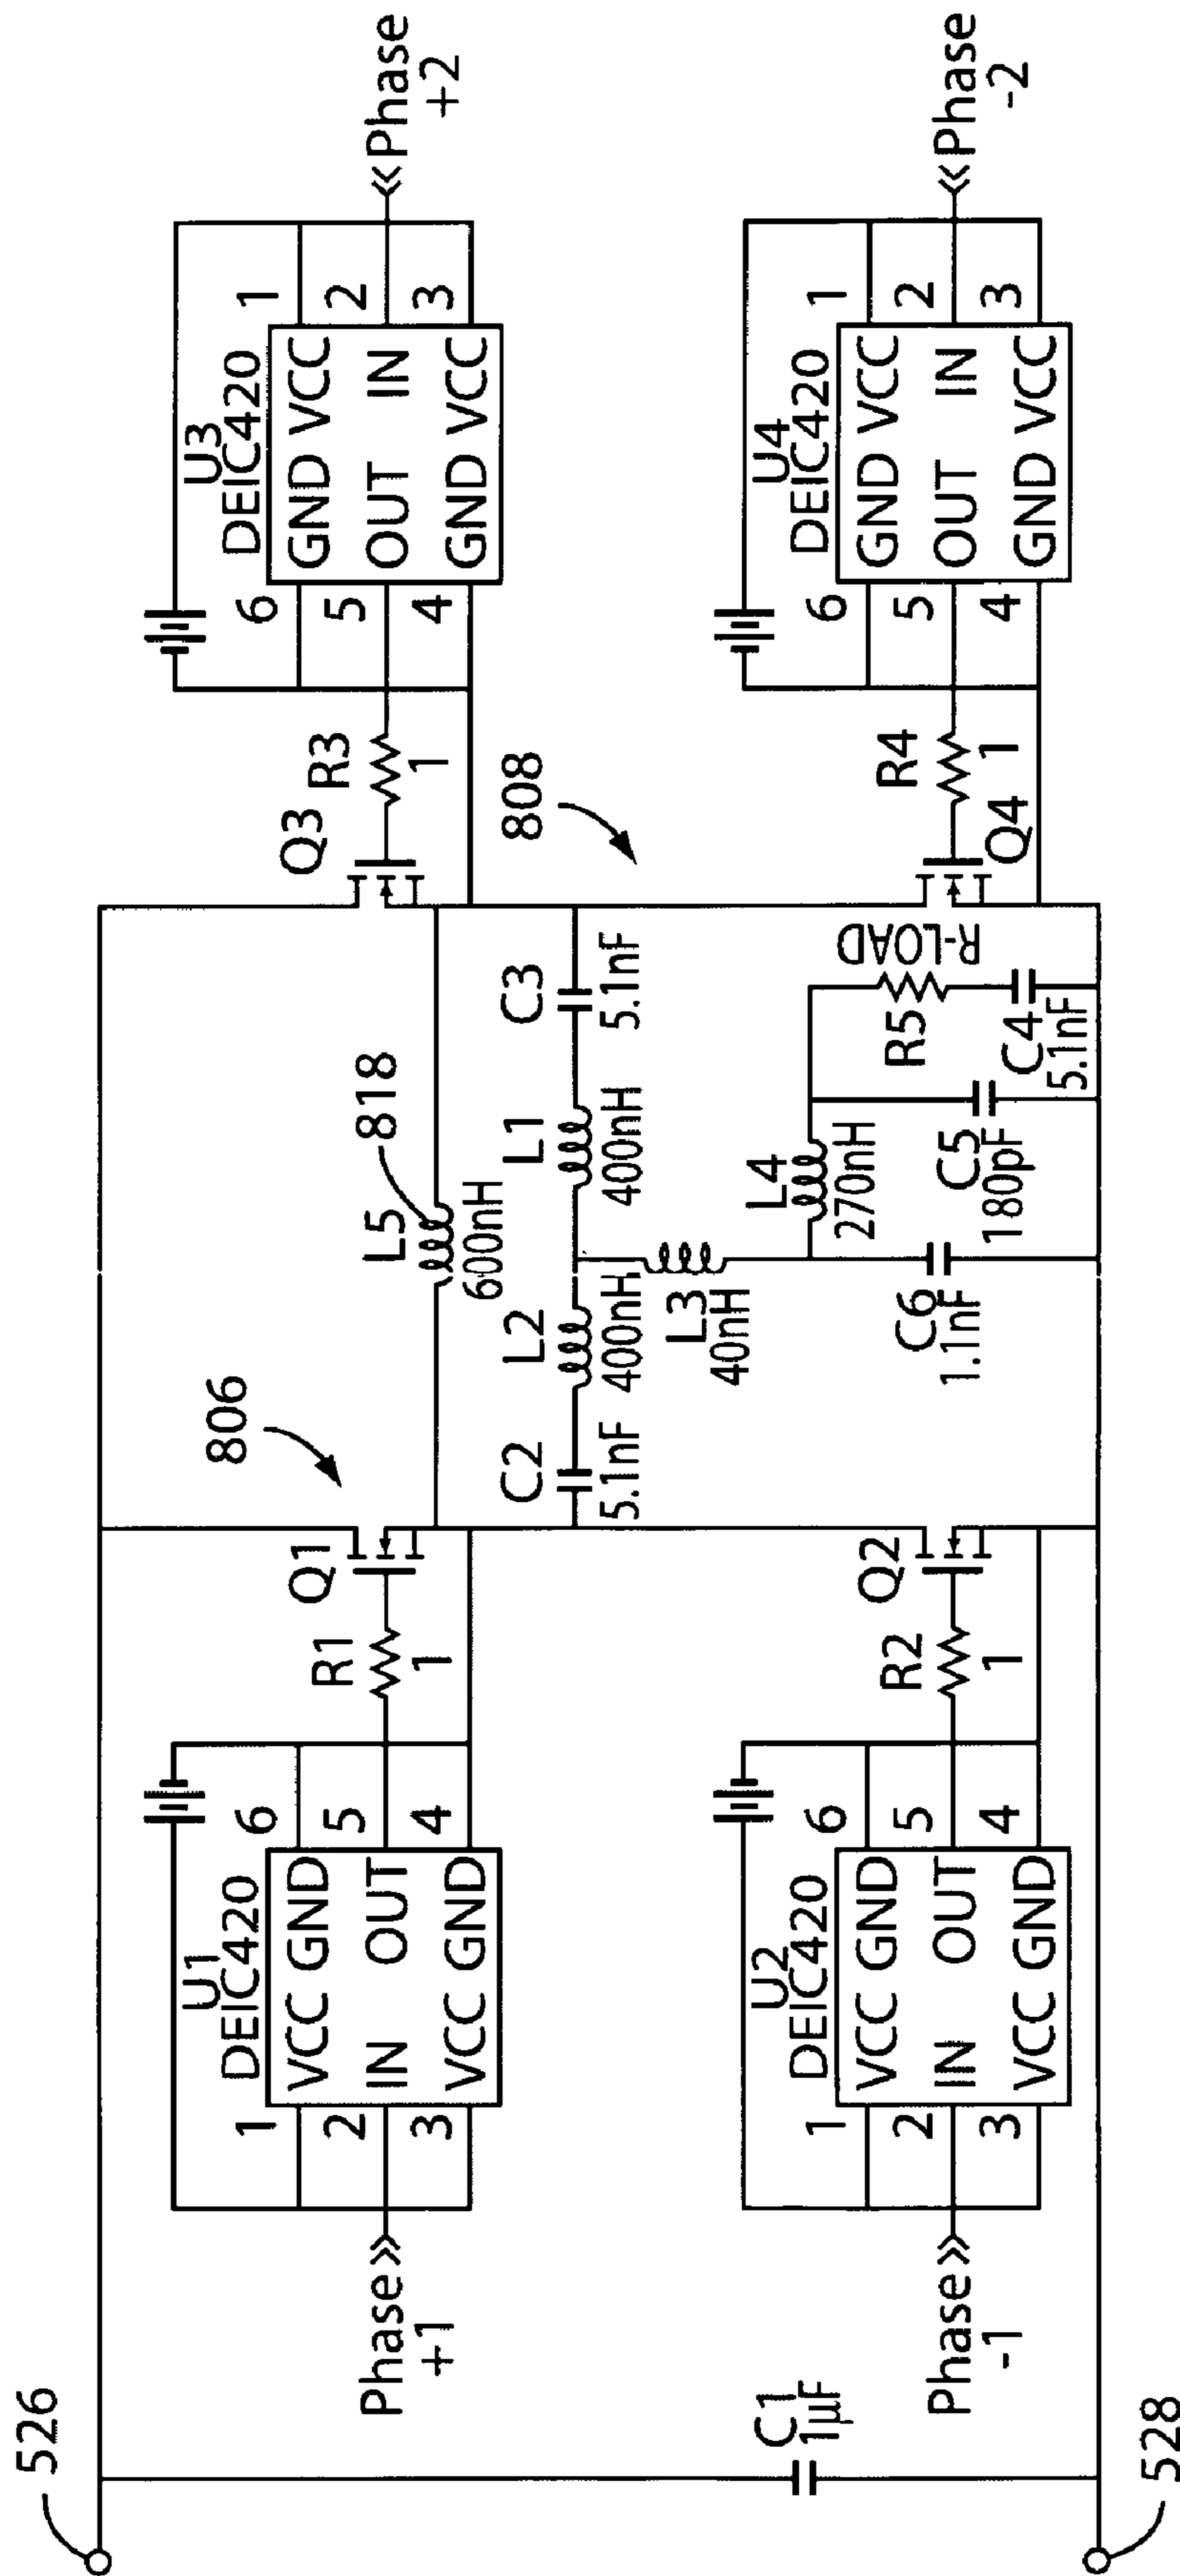 526
528
C1
1µF
Phase
+1
Phase
-1
U1
DEIC420
1
2
3
VCC GND
IN OUT
VCC GND
6
5
4
R1
1
Q1
806
U2
DEIC420
1
2
3
VCC GND
IN OUT
VCC GND
6
5
4
R2
1
Q2
L5
600nH
818
C2
5.1nF
L2
400nH
L1
400nH
C3
5.1nF
L3
40nH
L4
270nH
C6
1.1nF
C5
180pF
R5
R-LOAD
C4
5.1nF
808
Q3
R3
1
U3
DEIC420
6
5
4
GND VCC
OUT IN
GND VCC
1
2
3
Phase
+2
Q4
R4
1
U4
DEIC420
6
5
4
GND VCC
OUT IN
GND VCC
1
2
3
Phase
-2